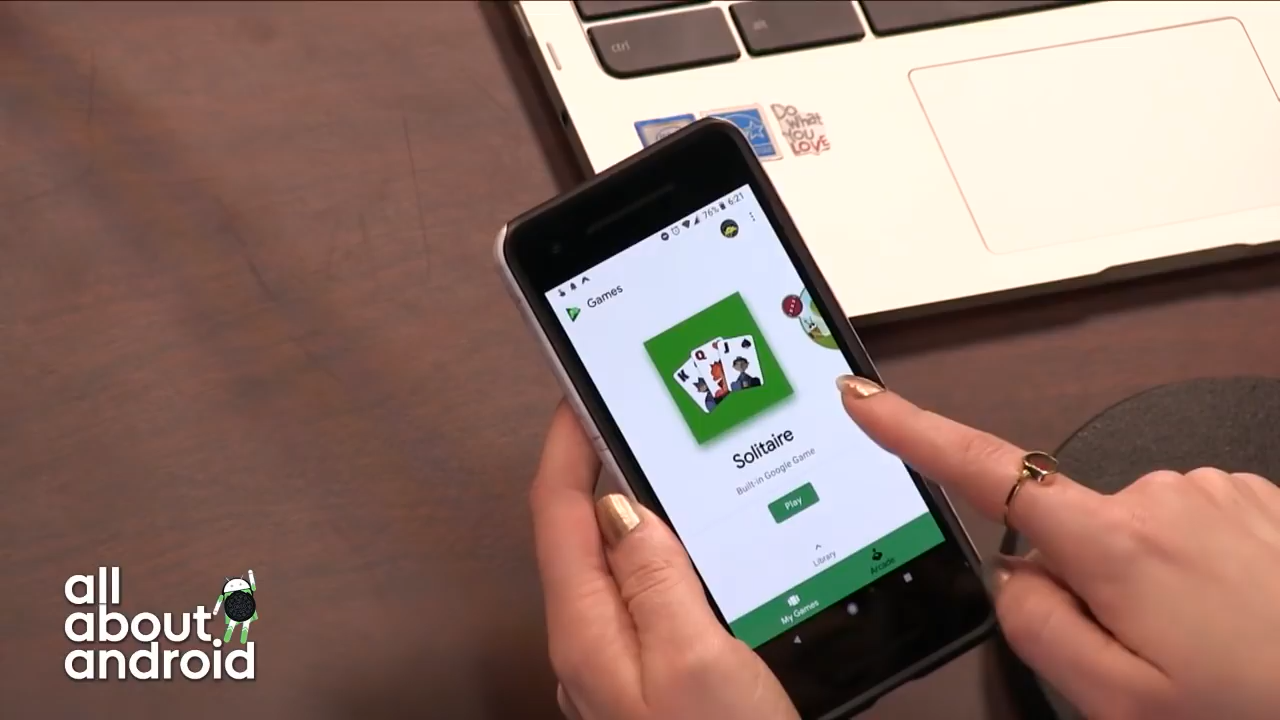 ctrl
alt
Do
What
You
LOVE
76% 6:21
Games
K Q J
Solitaire
Built-in Google Game
Play
Library
My Games
Arcade
all
about
android